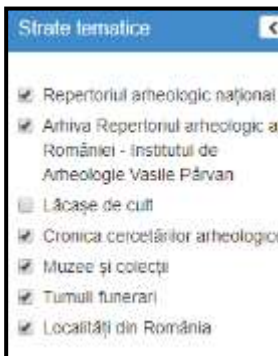 Strate tematice
Repertoriul arheologic național
Arhiva Repertoriul arheologic a
României - Institutul de
Arheologie Vasile Pârvan
Lăcașe de cult
Cronica cercetărilor arheologice
Muzee și colecții
Tumuli funerari
Localități din România